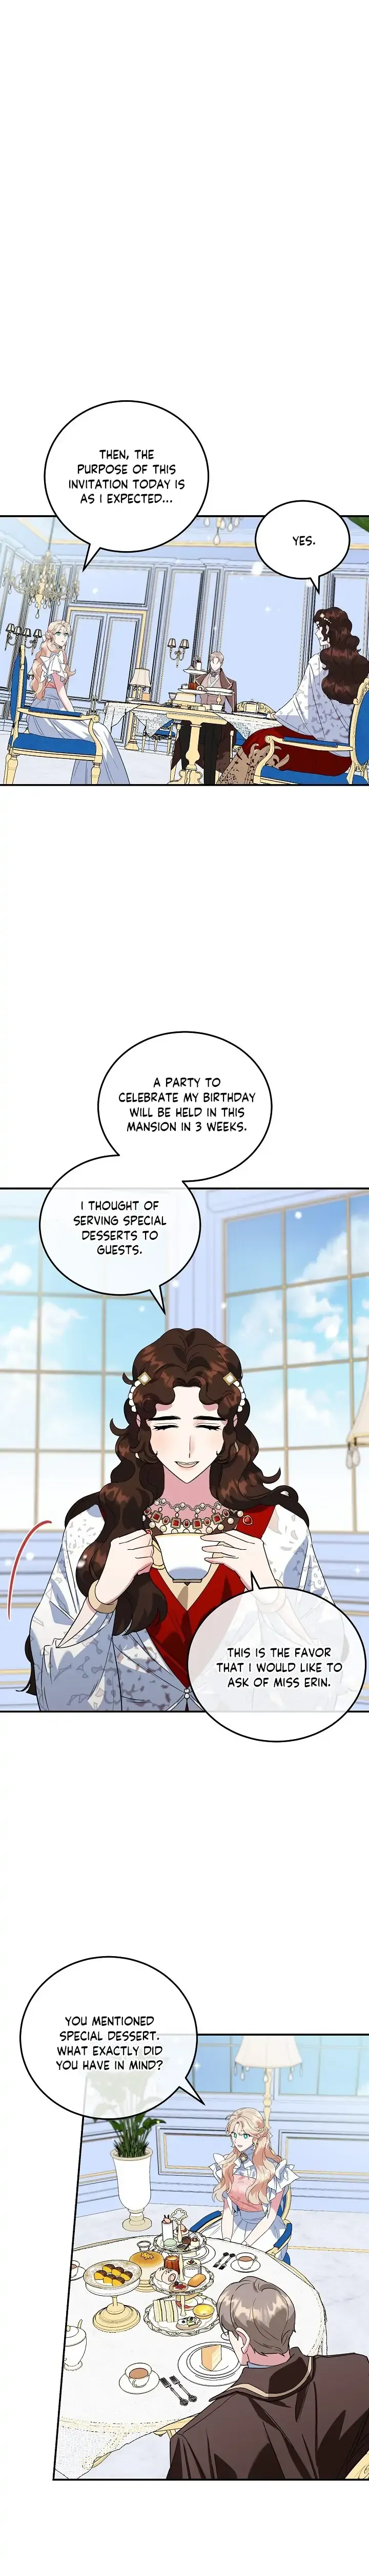 THEN, THE
PURPOSE OF THIS
INVITATION TODAY IS
AS I EXPECTED...
YES.
A PARTY TO
CELEBRATE MY BIRTHDAY
WILL BE HELD IN THIS
MANSION IN 3 WEEKS.
I THOUGHT OF
SERVING SPECIAL
DESSERTS TO
GUESTS.
THIS IS THE FAVOR
THAT I WOULD LIKE TO
ASK OF MISS ERIN.
YOU MENTIONED
SPECIAL DESSERT.
WHAT EXACTLY DID
YOU HAVE IN MIND?